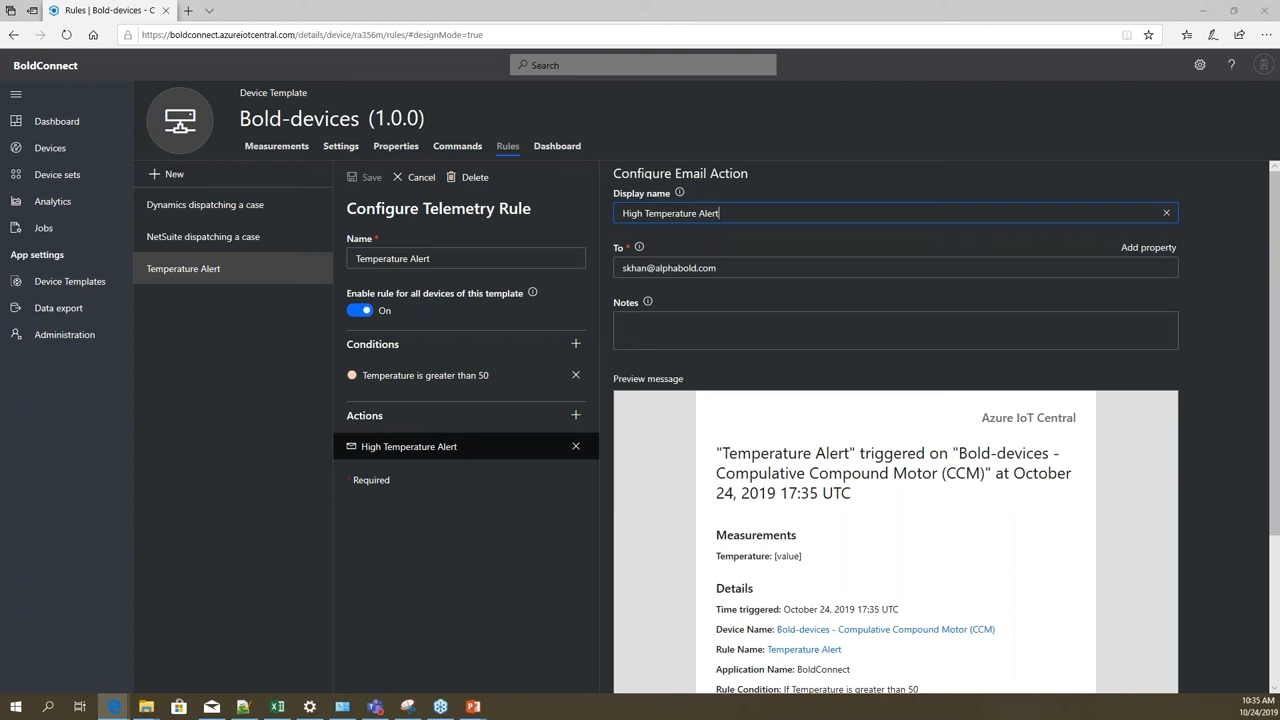 Rules | Bold-devices - C
https://boldconnect.azureiotcentral.com/details/device/ra356m/rules/#designMode=true
BoldConnect
Search
Device Template
Bold-devices (1.0.0)
Measurements
Settings
Properties
Commands
Rules
Dashboard
Dashboard
Devices
Device sets
Analytics
Jobs
App settings
Device Templates
Data export
Administration
New
Dynamics dispatching a case
NetSuite dispatching a case
Temperature Alert
Save
Cancel
Delete
Configure Telemetry Rule
Name *
Temperature Alert
Enable rule for all devices of this template
On
Conditions
Temperature is greater than 50
Actions
High Temperature Alert
* Required
Configure Email Action
Display name
High Temperature Alert
To *
Add property
skhan@alphabold.com
Notes
Preview message
Azure IoT Central
"Temperature Alert" triggered on "Bold-devices -
Compulative Compound Motor (CCM)" at October
24, 2019 17:35 UTC
Measurements
Temperature: [value]
Details
Time triggered: October 24, 2019 17:35 UTC
Device Name: Bold-devices - Compulative Compound Motor (CCM)
Rule Name: Temperature Alert
Application Name: BoldConnect
Rule Condition: If Temperature is greater than 50
10:35 AM
10/24/2019